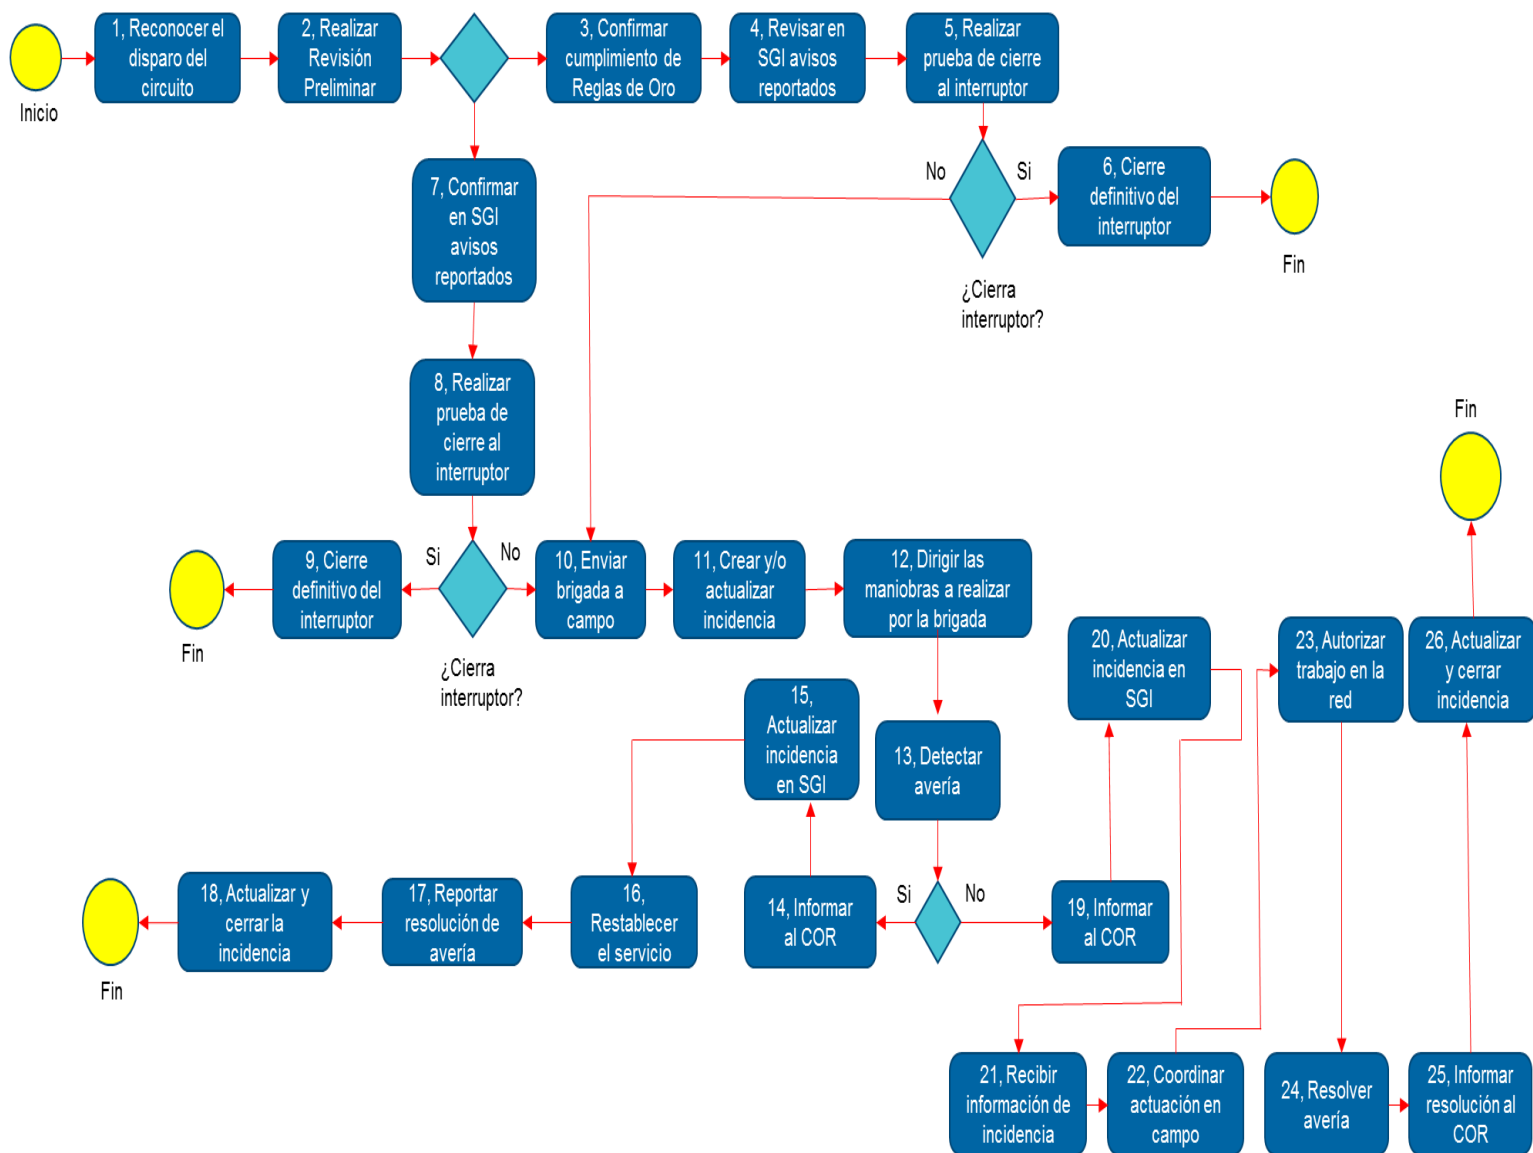 1, Reconocer el
disparo del
circuito
2, Realizar
Revisión
Preliminar
3, Confirmar
cumplimiento de
Reglas de Oro
4, Revisar en
SGI avisos
reportados
5, Realizar
prueba de cierre
al interruptor
Inicio
No
Si
6, Cierre
definitivo del
interruptor
Fin
¿Cierra
interruptor?
7, Confirmar
en SGI
avisos
reportados
8, Realizar
prueba de
cierre al
interruptor
Fin
Si
No
9, Cierre
definitivo del
interruptor
Fin
¿Cierra
interruptor?
10, Enviar
brigada a
campo
11, Crear y/o
actualizar
incidencia
12, Dirigir las
maniobras a realizar
por la brigada
13, Detectar
avería
Si
No
14, Informar
al COR
15,
Actualizar
incidencia
en SGI
16,
Restablecer
el servicio
17, Reportar
resolución de
avería
18, Actualizar y
cerrar la
incidencia
Fin
19, Informar
al COR
20, Actualizar
incidencia en
SGI
21, Recibir
información de
incidencia
22, Coordinar
actuación en
campo
23, Autorizar
trabajo en la
red
24, Resolver
avería
25, Informar
resolución al
COR
26, Actualizar
y cerrar
incidencia